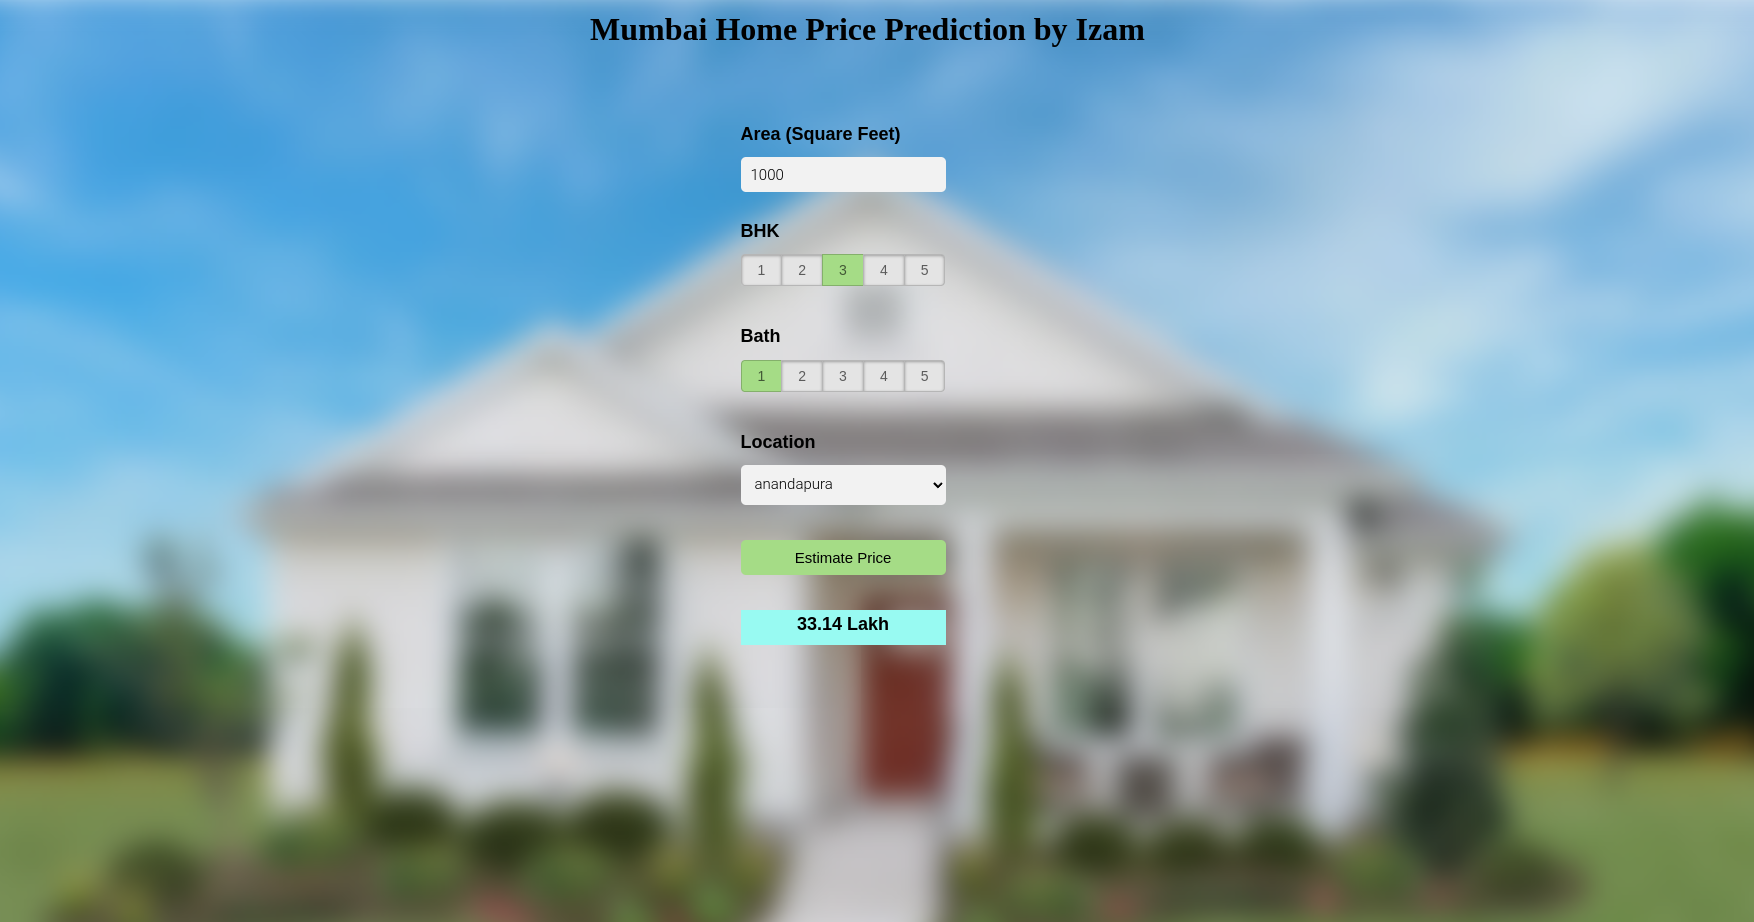 Mumbai Home Price Prediction by Izam
Area (Square Feet)
1000
BHK
1 2 3 4 5
Bath
1 2 3 4 5
Location
anandapura
Estimate Price
33.14 Lakh